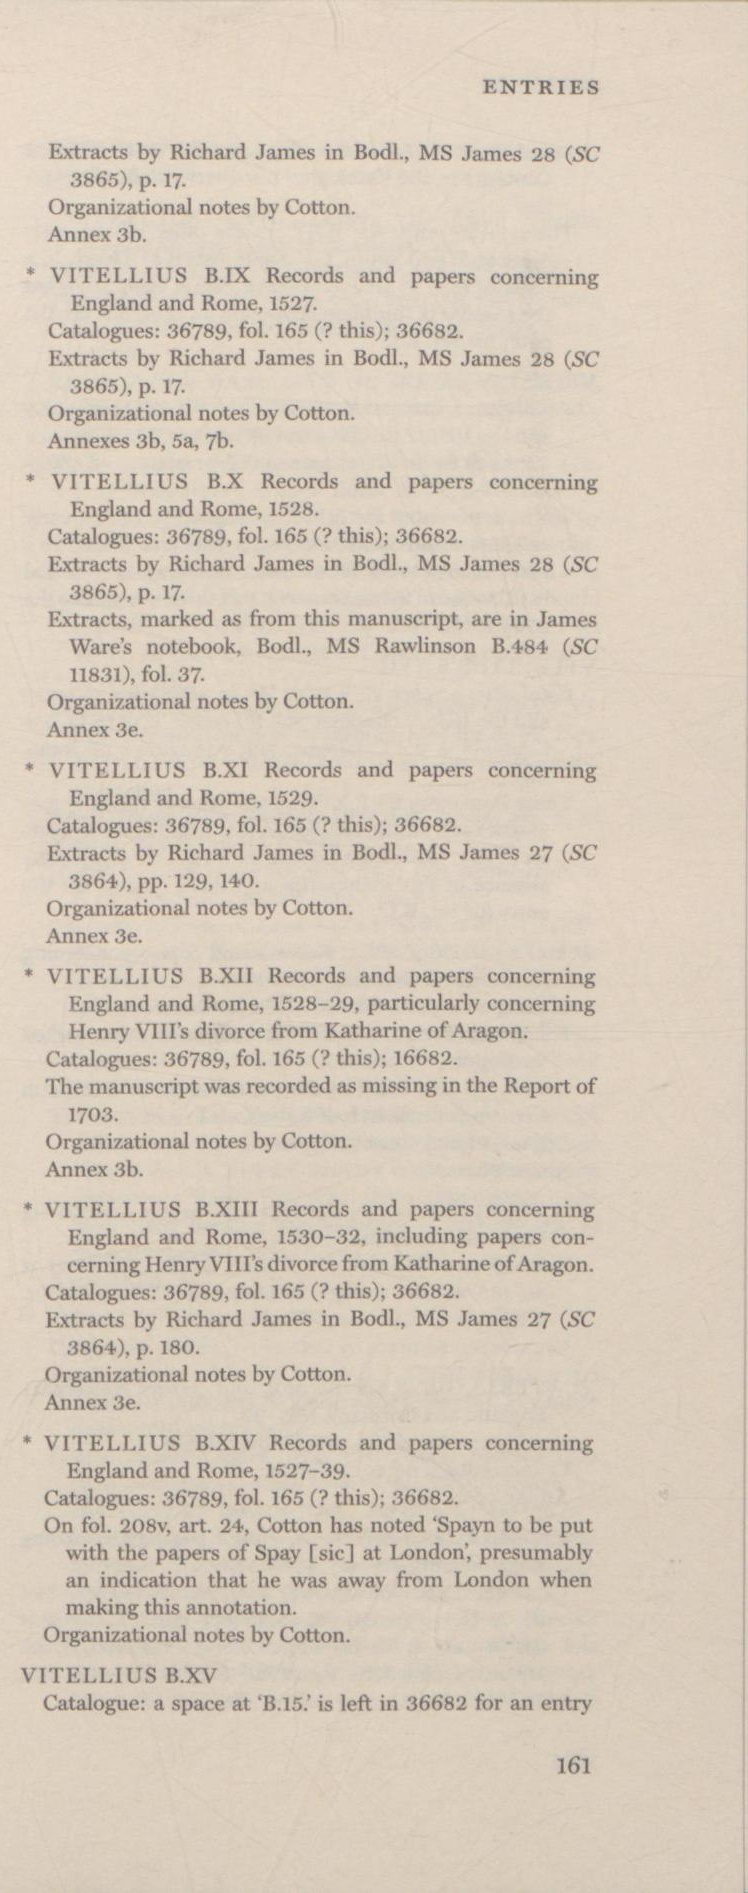 ENTRIES
Extracts by Richard James in Bodl., MS James 28 (SC
3865), p. 17.
Organizational notes by Cotton.
Annex 3b.
* VITELLIUS B.IX Records and papers concerning
England and Rome, 1527.
Catalogues: 36789, fol. 165 (? this); 36682.
Extracts by Richard James in Bodl., MS James 28 (SC
3865), p. 17.
Organizational notes by Cotton.
Annexes 3b, 5a, 7b.
* VITELLIUS B.X Records and papers concerning
England and Rome, 1528.
Catalogues: 36789, fol. 165 (? this); 36682.
Extracts by Richard James in Bodl., MS James 28 (SC
3865), p. 17.
Extracts, marked as from this manuscript, are in James
Ware's notebook, Bodl., MS Rawlinson B.484 (SC
11831), fol. 37.
Organizational notes by Cotton.
Annex 3e.
* VITELLIUS B.XI Records and papers concerning
England and Rome, 1529.
Catalogues: 36789, fol. 165 (? this); 36682.
Extracts by Richard James in Bodl., MS James 27 (SC
3864), pp. 129, 140.
Organizational notes by Cotton.
Annex 3e.
* VITELLIUS B.XII Records and papers concerning
England and Rome, 1528–29, particularly concerning
Henry VIII's divorce from Katharine of Aragon.
Catalogues: 36789, fol. 165 (? this); 16682.
The manuscript was recorded as missing in the Report of
1703.
Organizational notes by Cotton.
Annex 3b.
* VITELLIUS B.XIII Records and papers concerning
England and Rome, 1530–32, including papers con-
cerning Henry VIII's divorce from Katharine of Aragon.
Catalogues: 36789, fol. 165 (? this); 36682.
Extracts by Richard James in Bodl., MS James 27 (SC
3864), p. 180.
Organizational notes by Cotton.
Annex 3e.
* VITELLIUS B.XIV Records and papers concerning
England and Rome, 1527–39.
Catalogues: 36789, fol. 165 (? this); 36682.
On fol. 208v, art. 24, Cotton has noted 'Spayn to be put
with the papers of Spay [sic] at London', presumably
an indication that he was away from London when
making this annotation.
Organizational notes by Cotton.
VITELLIUS B.XV
Catalogue: a space at 'B.15.' is left in 36682 for an entry
161